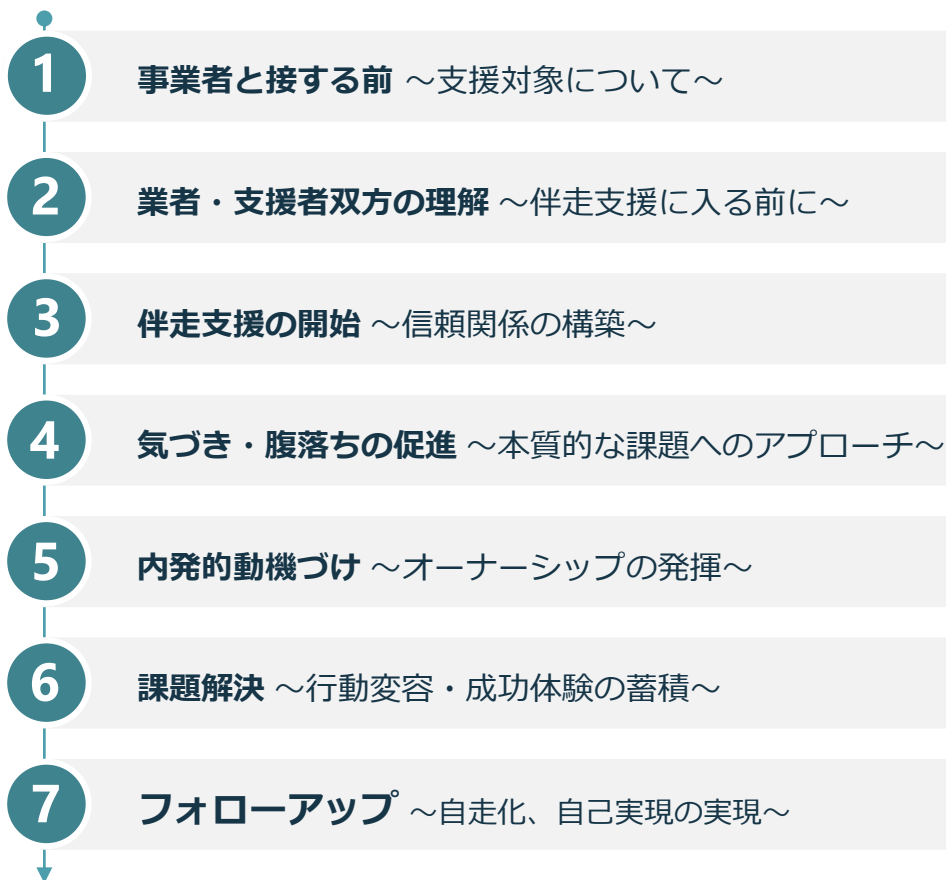 1 事業者と接する前 ～支援対象について～
2 業者・支援者双方の理解 ～伴走支援に入る前に～
3 伴走支援の開始 ～信頼関係の構築～
4 気づき・腹落ちの促進 ～本質的な課題へのアプローチ～
5 内発的動機づけ ～オーナーシップの発揮～
6 課題解決 ～行動変容・成功体験の蓄積～
7 フォローアップ ～自走化、自己実現の実現～